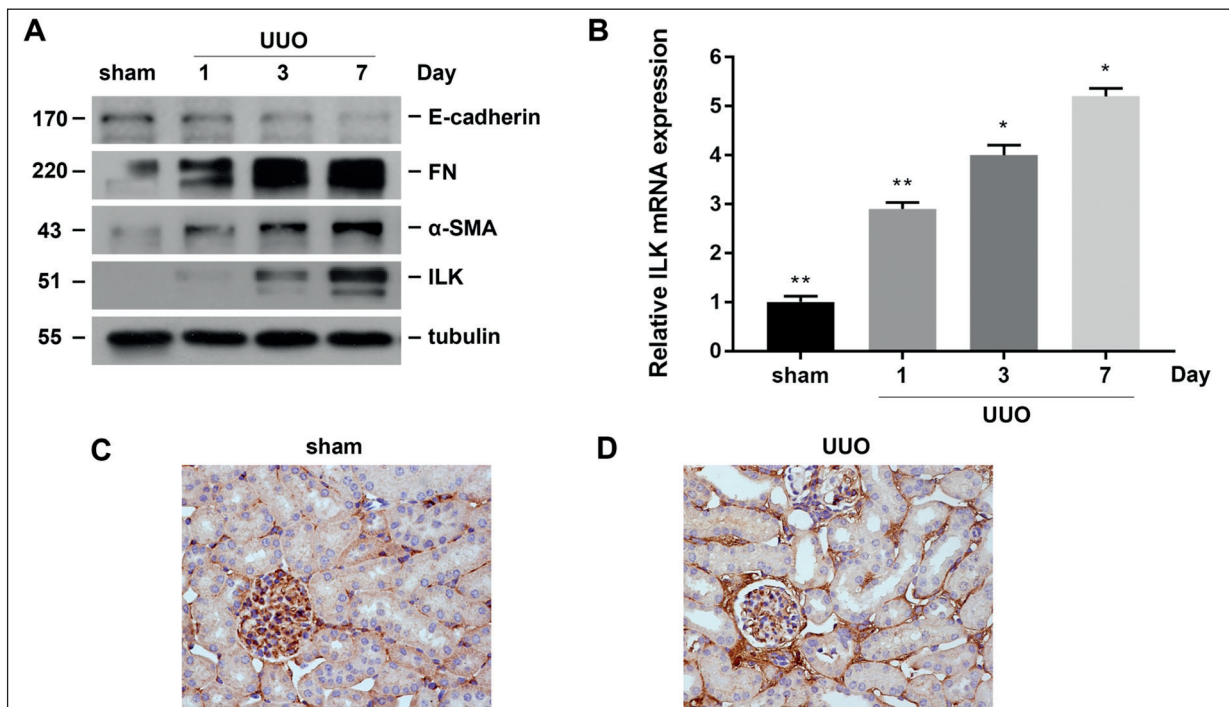 A
UUO
sham 1 3 7 Day
170 – – E-cadherin
220 – – FN
43 – – α-SMA
51 – – ILK
55 – – tubulin
B
Relative ILK mRNA expression
6
5
4
3
2
1
0
**
**
*
*
sham 1 3 7 Day
UUO
C
sham
D
UUO